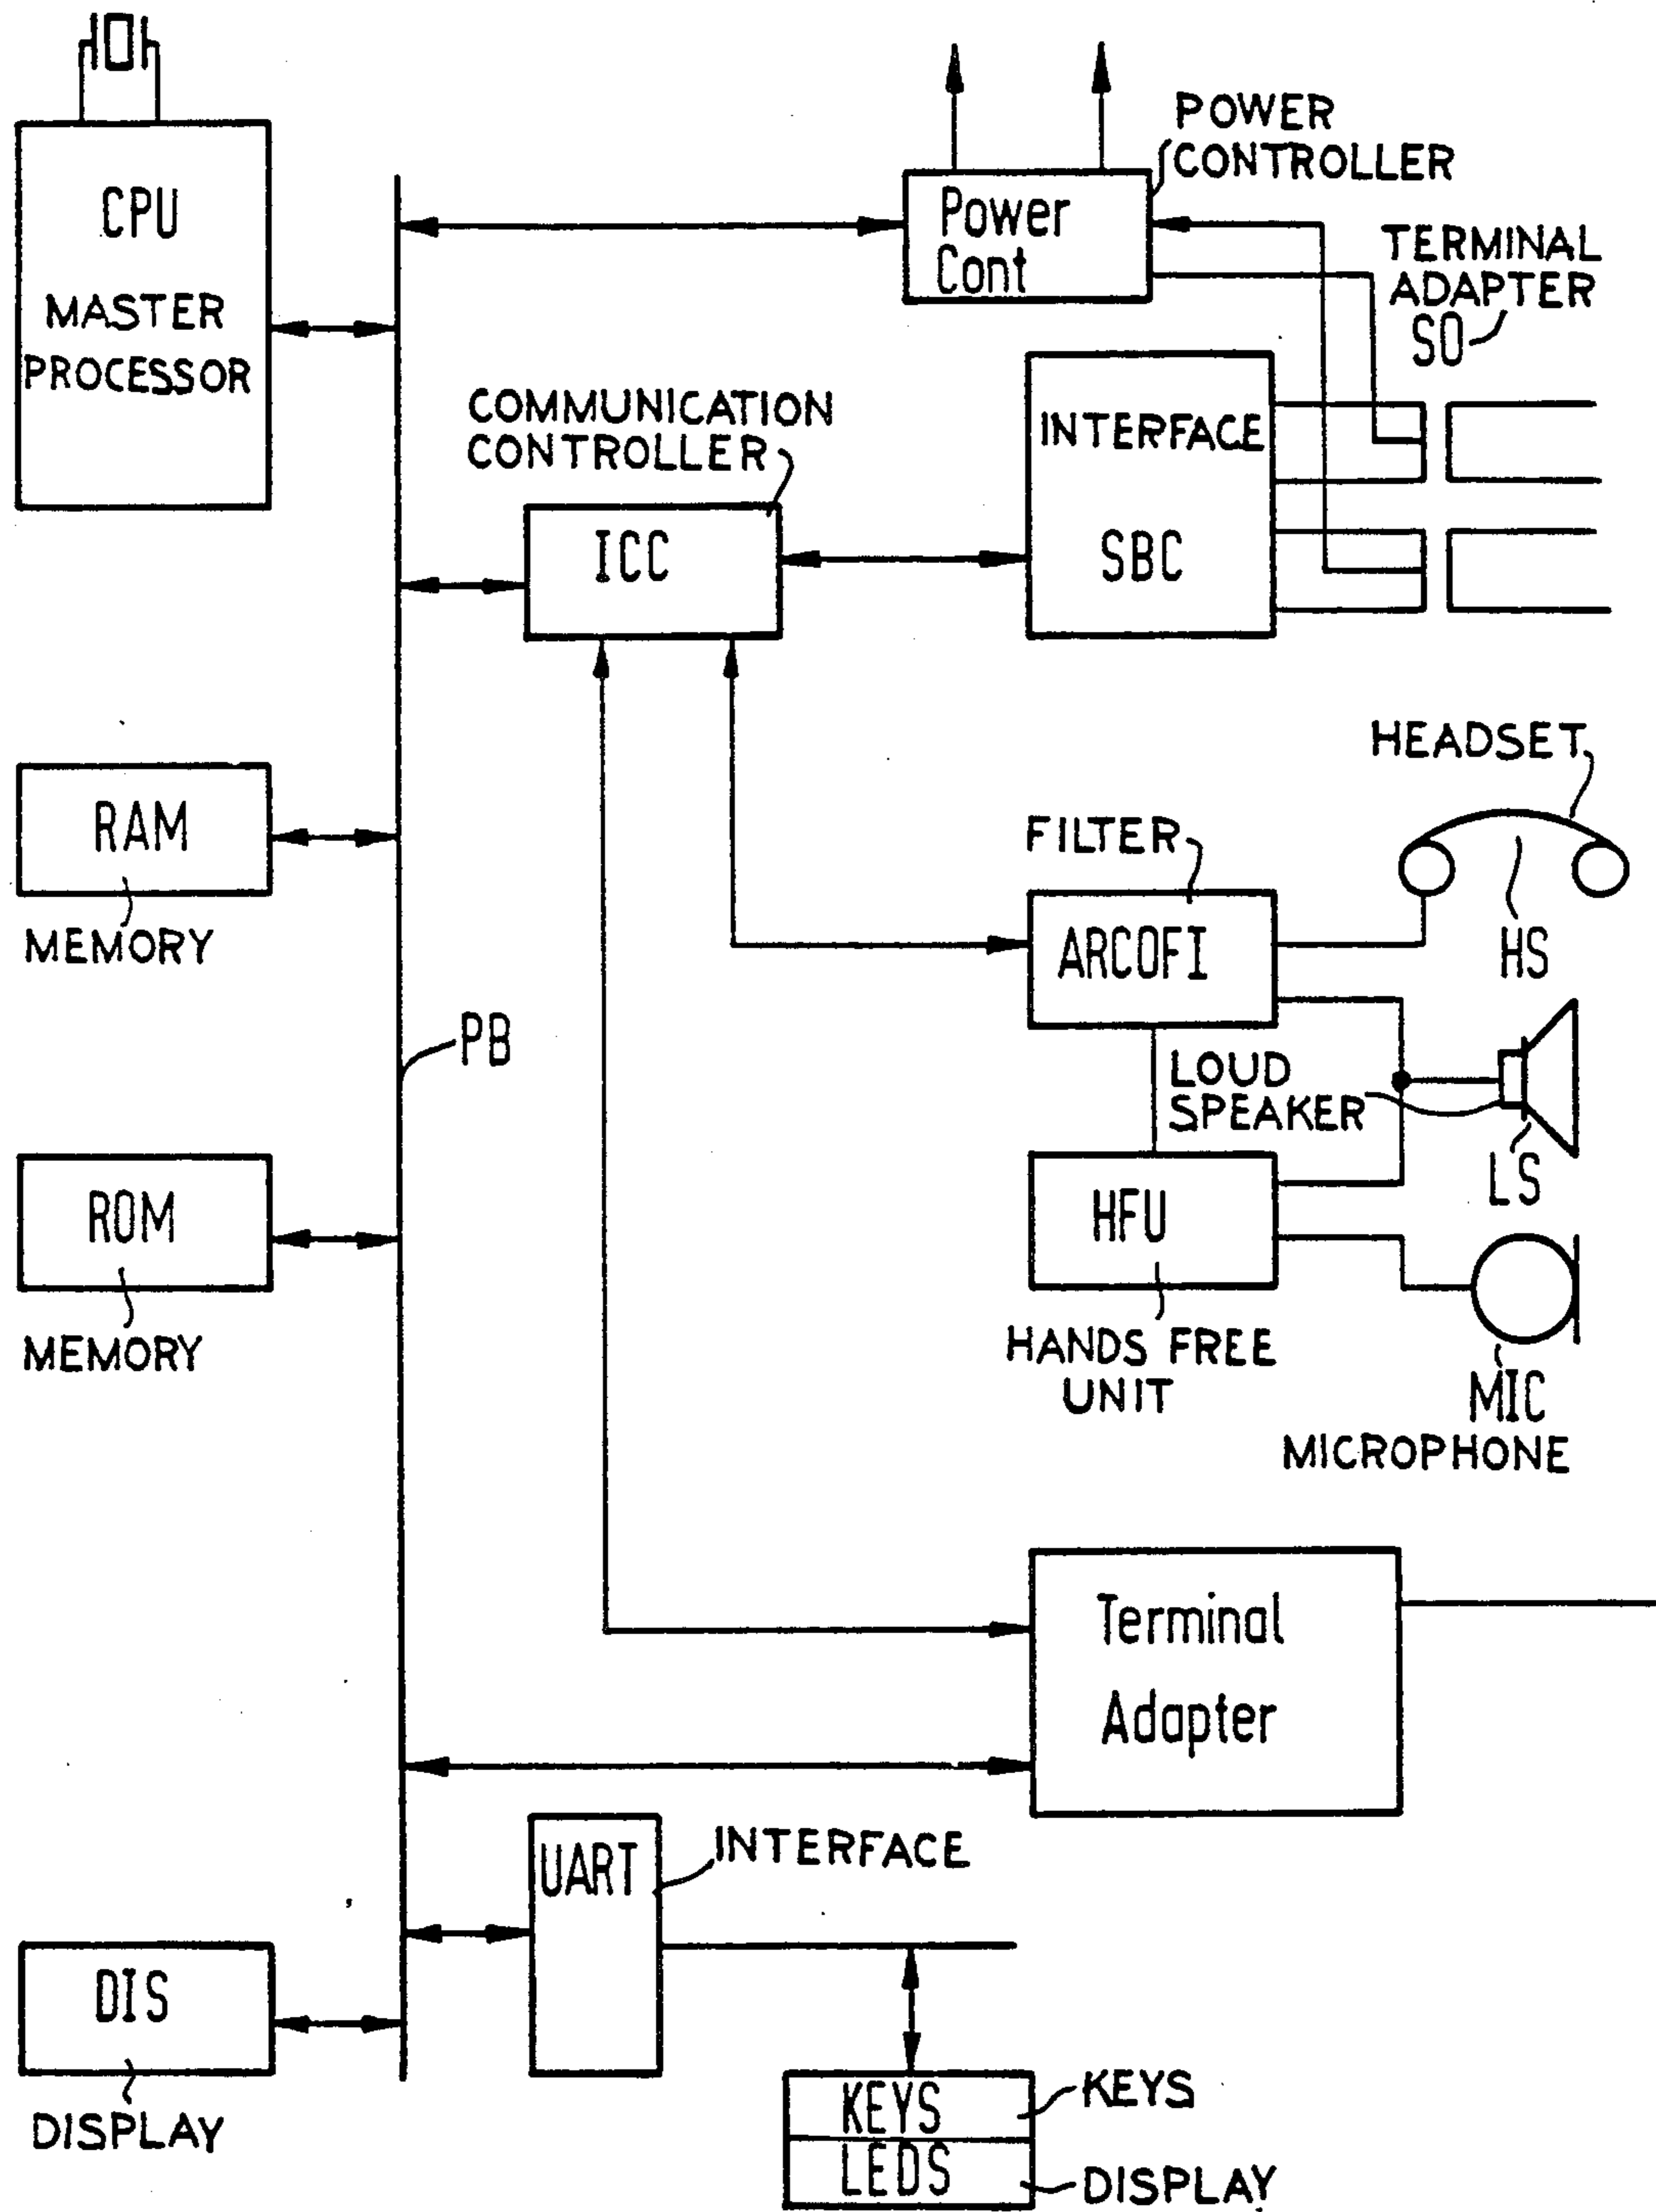 CPU
MASTER
PROCESSOR
POWER
CONTROLLER
Power
Cont
TERMINAL
ADAPTER
S0
COMMUNICATION
CONTROLLER
ICC
INTERFACE
SBC
RAM
MEMORY
HEADSET
HS
FILTER
ARCOFI
PB
LOUD
SPEAKER
LS
ROM
MEMORY
HFU
HANDS FREE
UNIT
MIC
MICROPHONE
Terminal
Adapter
UART
INTERFACE
DIS
DISPLAY
KEYS
KEYS
LEDS
DISPLAY